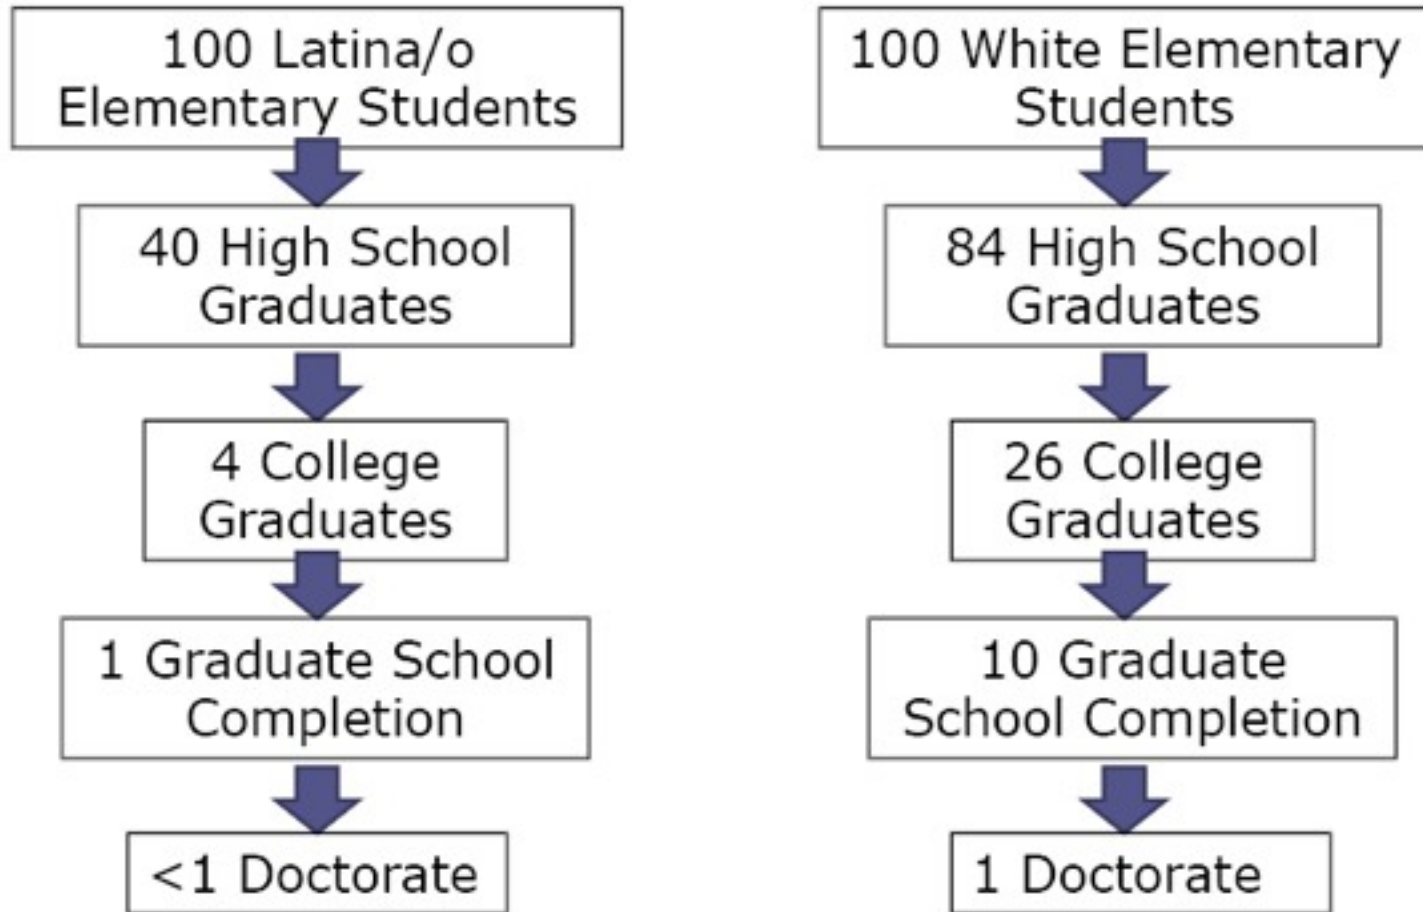 100 Latina/o
Elementary Students
40 High School
Graduates
4 College
Graduates
1 Graduate School
Completion
<1 Doctorate
100 White Elementary
Students
84 High School
Graduates
26 College
Graduates
10 Graduate
School Completion
1 Doctorate